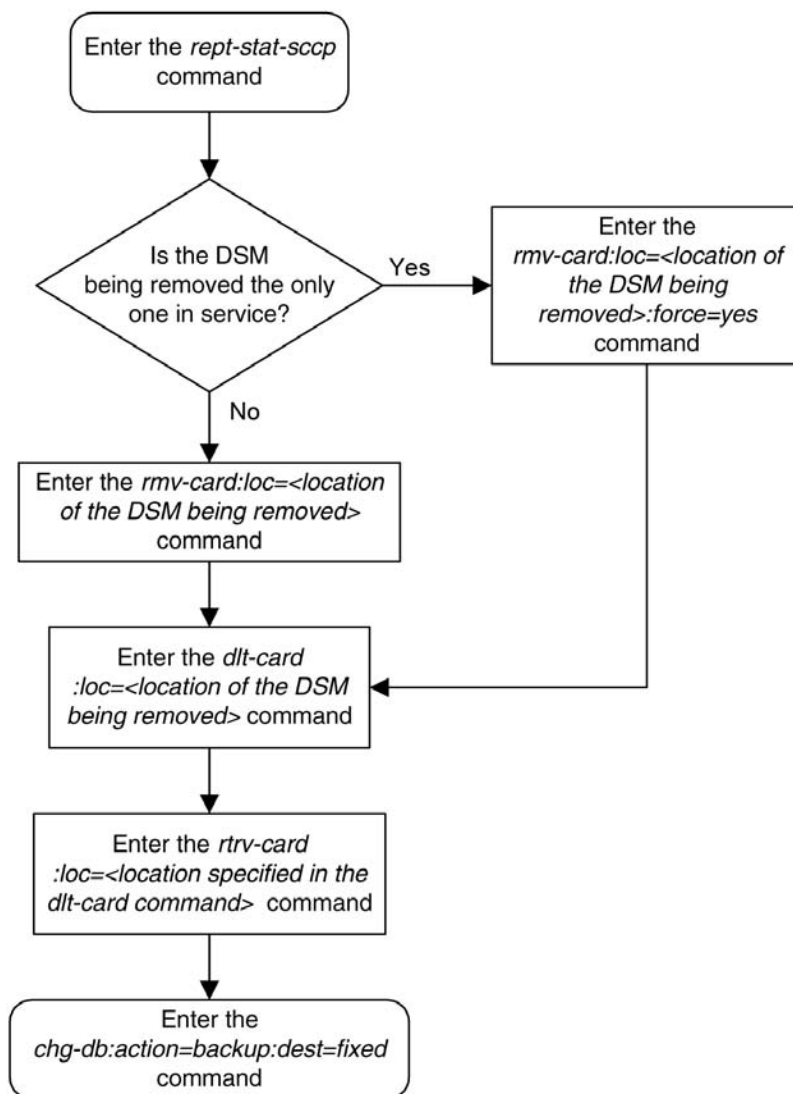 Enter the rept-stat-sccp
command
Is the DSM
being removed the only
one in service?
Yes
Enter the
rmv-card:loc=<location of
the DSM being
removed>:force=yes
command
No
Enter the rmv-card:loc=<location
of the DSM being removed>
command
Enter the dlt-card
:loc=<location of the DSM
being removed> command
Enter the rtrv-card
:loc=<location specified in the
dlt-card command> command
Enter the
chg-db:action=backup:dest=fixed
command